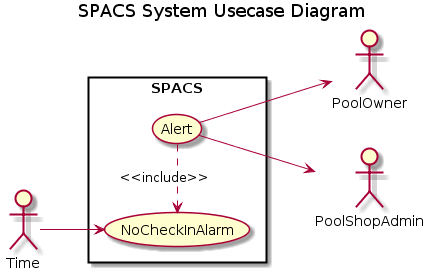 SPACS System Usecase Diagram
PoolOwner
SPACS
Alert
<<include>>
PoolShopAdmin
NoCheckInAlarm
Time